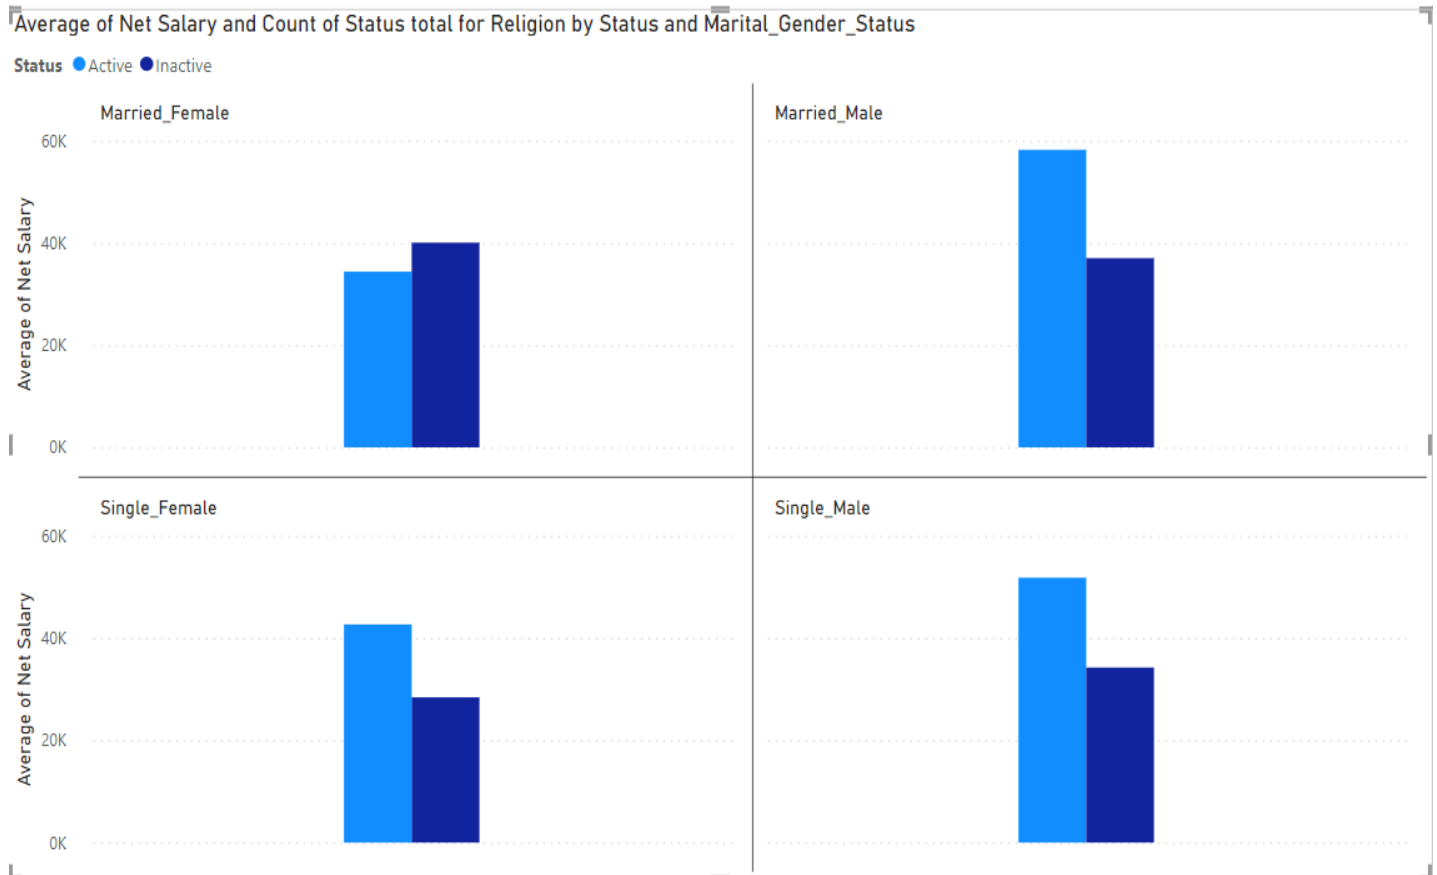 Average of Net Salary and Count of Status total for Religion by Status and Marital_Gender_Status
Status Active Inactive
Married_Female
Married_Male
60K
40K
20K
0K
Average of Net Salary
Single_Female
Single_Male
60K
40K
20K
0K
Average of Net Salary